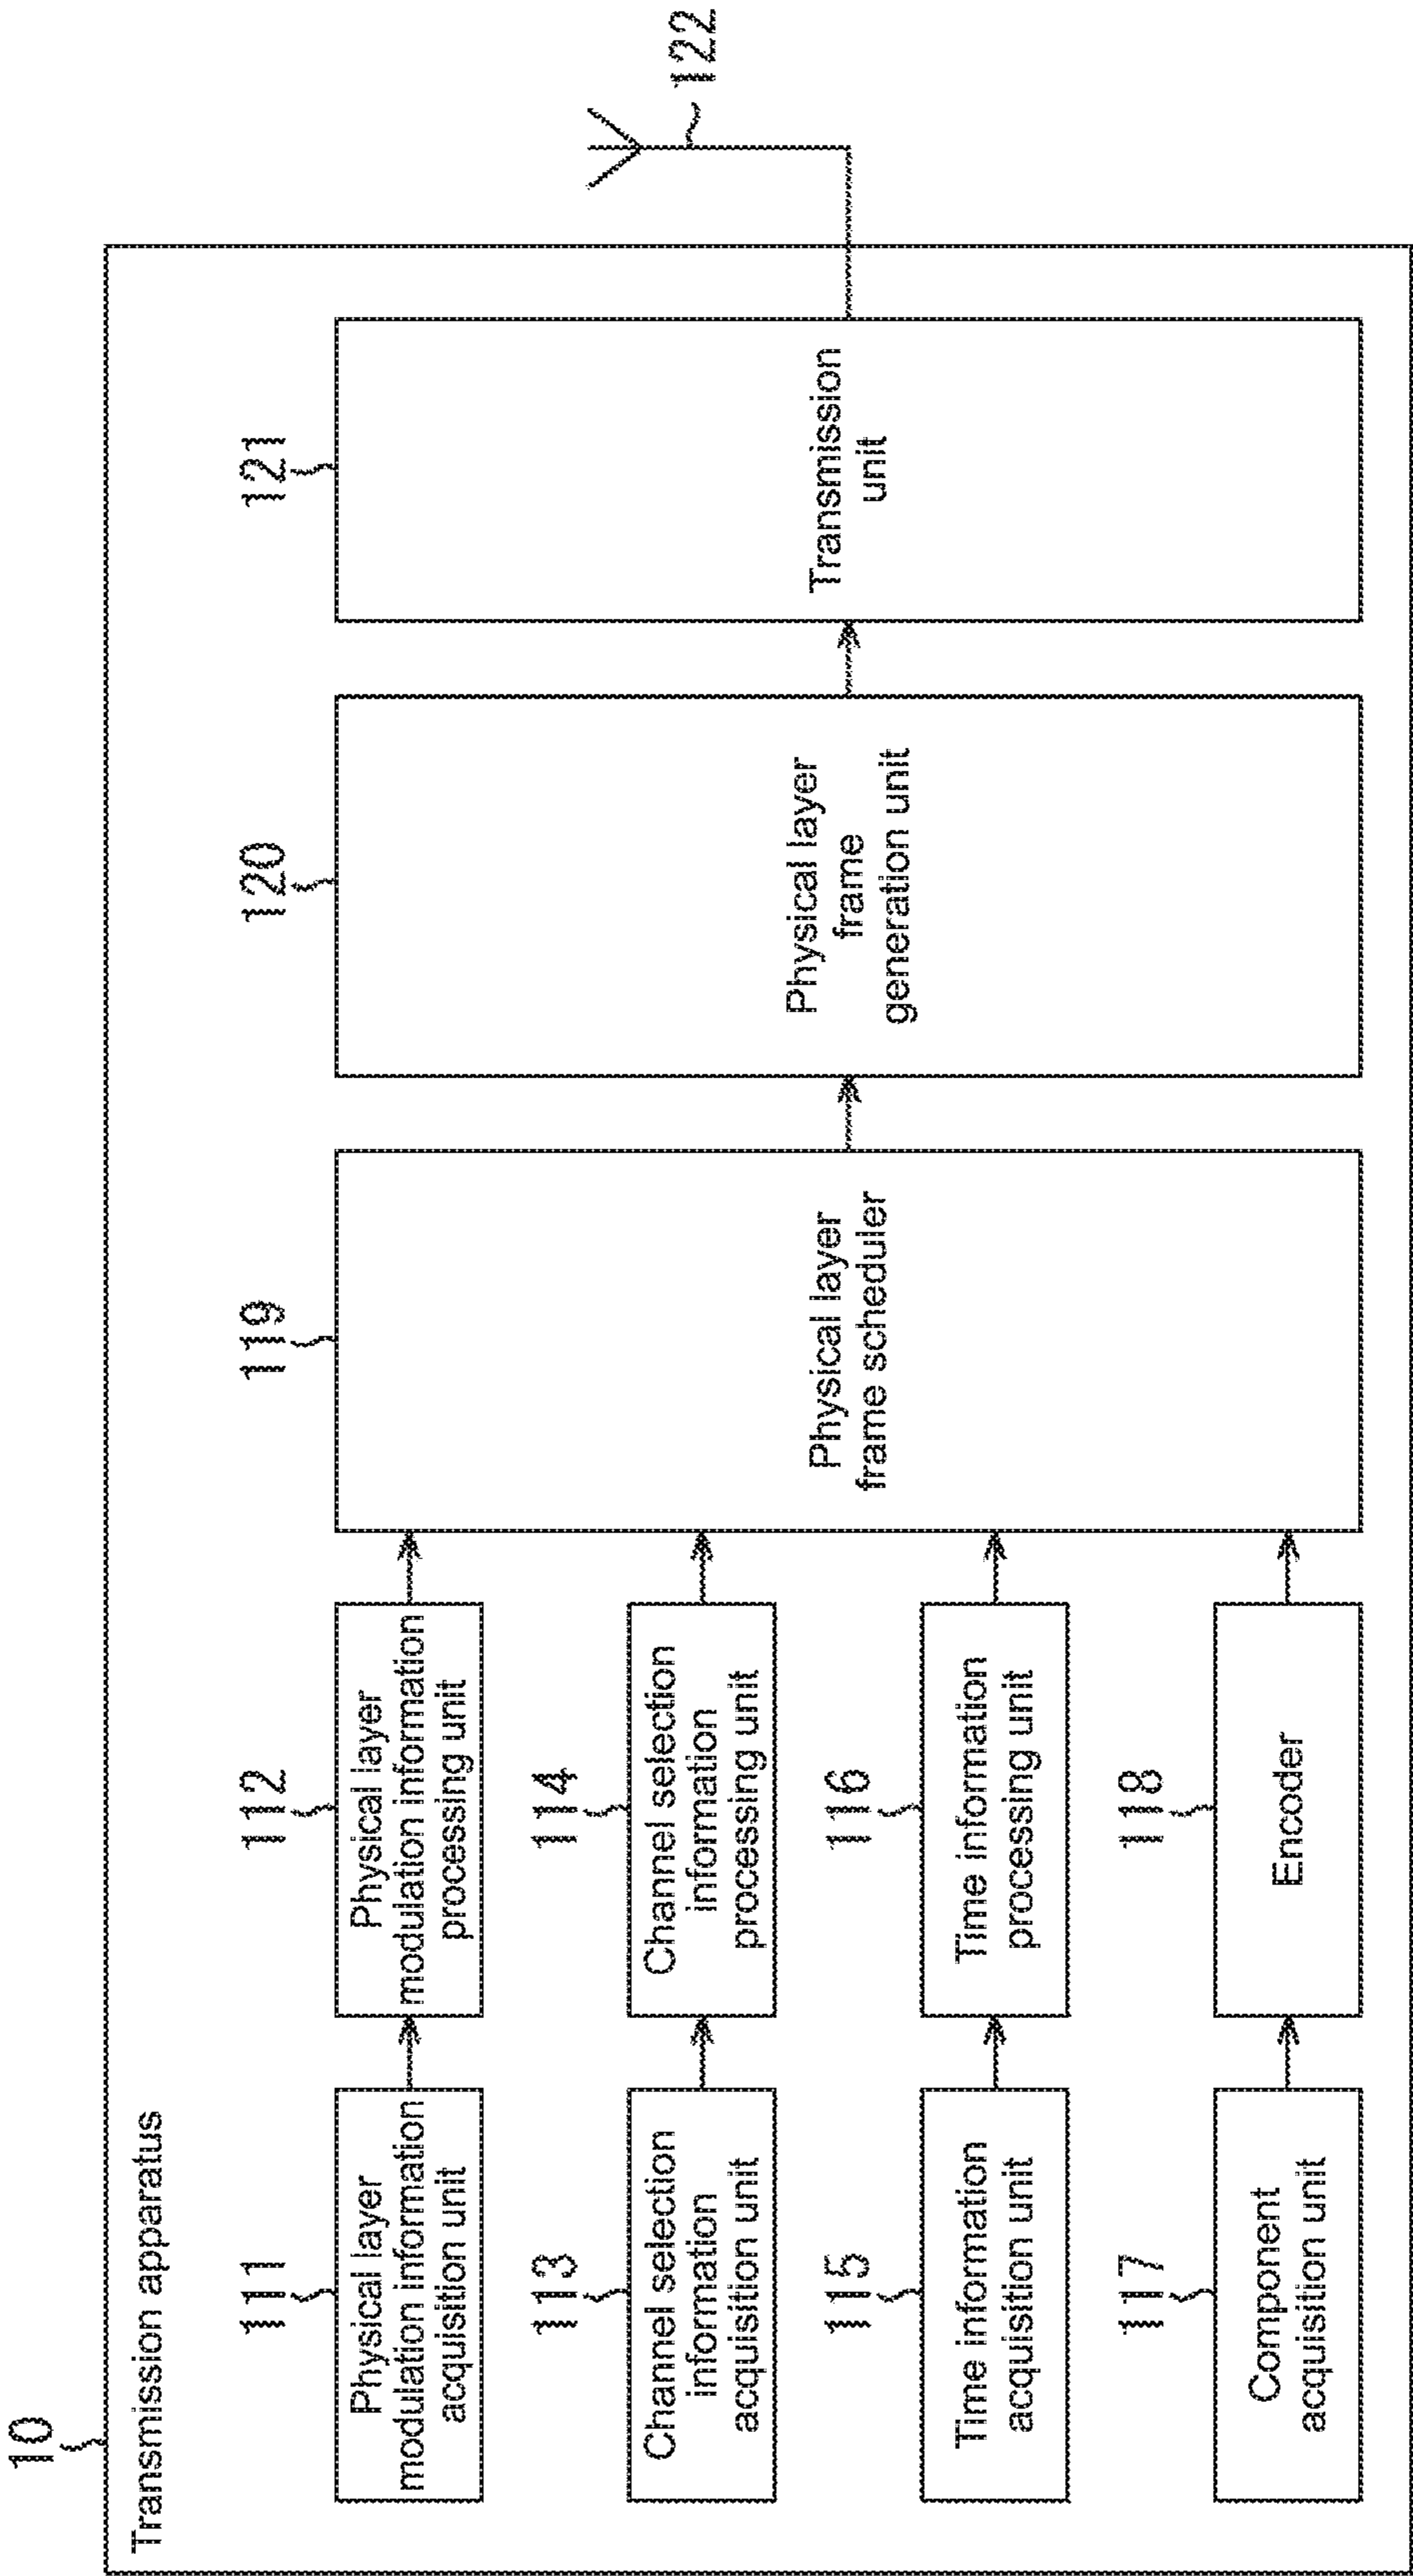 10
Transmission apparatus
111
Physical layer
modulation information
acquisition unit
112
Physical layer
modulation information
processing unit
113
Channel selection
information
acquisition unit
114
Channel selection
information
processing unit
115
Time information
acquisition unit
116
Time information
processing unit
117
Component
acquisition unit
118
Encoder
119
Physical layer
frame scheduler
120
Physical layer
frame
generation unit
121
Transmission
unit
122